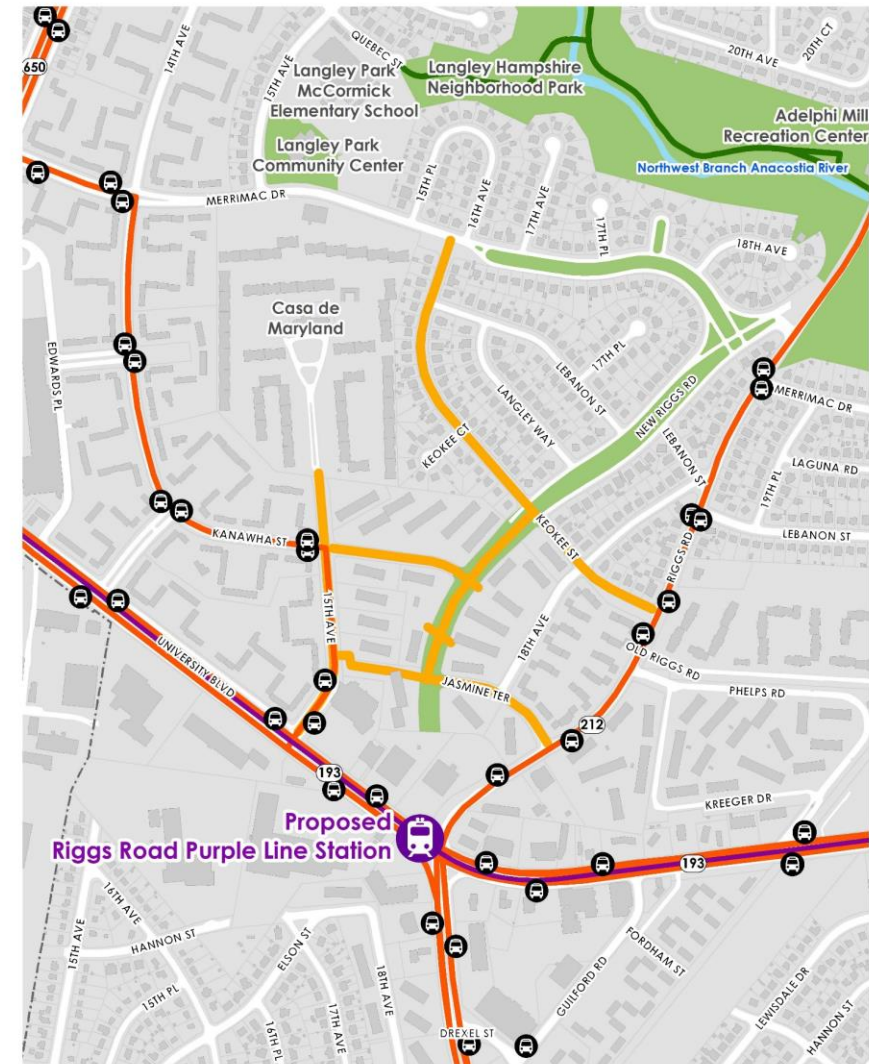 650
14TH AVE
15TH AVE
QUEBEC ST
20TH AVE
20TH CT
Langley Park
McCormick
Elementary School
Langley Hampshire
Neighborhood Park
Adelphi Mill
Recreation Center
Langley Park
Community Center
Northwest Branch Anacostia River
MERRIMAC DR
15TH PL
16TH AVE
17TH AVE
17TH PL
18TH AVE
Casa de
Maryland
EDWARDS PL
LEBANON ST
17TH PL
LANGLEY WAY
NEW RIGGS RD
MERRIMAC DR
KEOKEE CT
LEBANON ST
19TH PL
LAGUNA RD
KANAWHA ST
KEOKEE ST
RIGGS RD
LEBANON ST
15TH AVE
18TH AVE
OLD RIGGS RD
UNIVERSITY BLVD
JASMINE TER
PHELPS RD
212
193
KREEGER DR
Proposed
Riggs Road Purple Line Station
193
16TH AVE
15TH AVE
HANNON ST
ELSON ST
FORDHAM ST
15TH PL
18TH AVE
GUILFORD RD
17TH AVE
16TH PL
LEWISDALE DR
HANNON ST
DREXEL ST